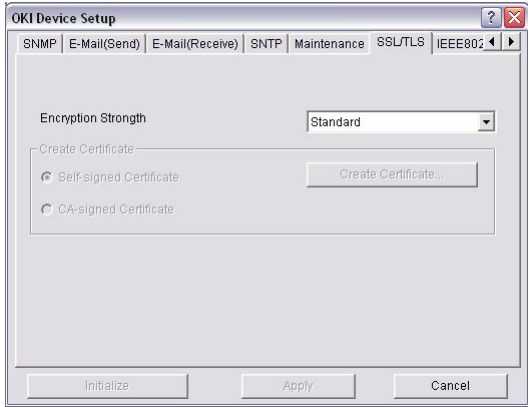 OKI Device Setup
SNMP E-Mail(Send) E-Mail(Receive) SNTP Maintenance SSL/TLS IEEE802
Encryption Strength Standard
Create Certificate
Self-signed Certificate Create Certificate...
CA-signed Certificate
Initialize Apply Cancel